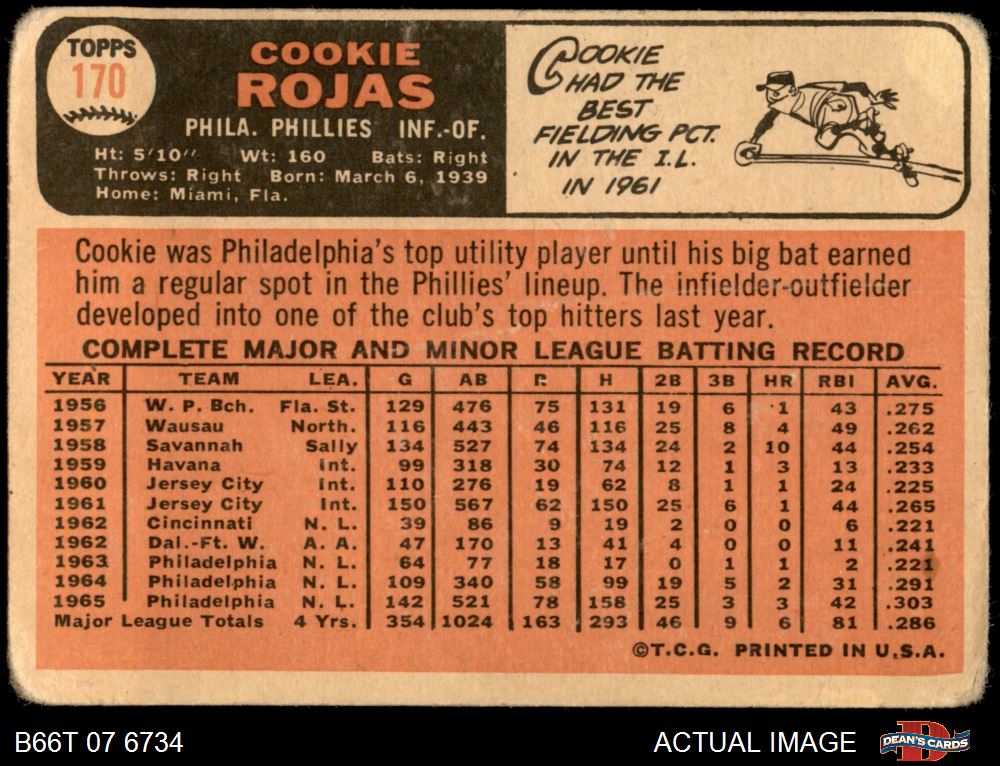 TOPPS
170
COOKIE
ROJAS
PHILA. PHILLIES INF.-OF.
Ht: 5'10" Wt: 160 Bats: Right
Throws: Right Born: March 6, 1939
Home: Miami, Fla.
COOKIE
HAD THE
BEST
FIELDING PCT.
IN THE I.L.
IN 1961
Cookie was Philadelphia's top utility player until his big bat earned
him a regular spot in the Phillies' lineup. The infielder-outfielder
developed into one of the club's top hitters last year.
COMPLETE MAJOR AND MINOR LEAGUE BATTING RECORD
YEAR TEAM LEA. G AB R H 2B 3B HR RBI AVG.
1956 W. P. Bch. Fla. St. 129 476 75 131 19 6 1 43 .275
1957 Wausau North. 116 443 46 116 25 8 4 49 .262
1958 Savannah Sally 134 527 74 134 24 2 10 44 .254
1959 Havana Int. 99 318 30 74 12 1 3 13 .233
1960 Jersey City Int. 110 276 19 62 8 1 1 24 .225
1961 Jersey City Int. 150 567 62 150 25 6 1 44 .265
1962 Cincinnati N. L. 39 86 9 19 2 0 0 6 .221
1962 Dal.-Ft. W. A. A. 47 170 13 41 4 0 0 11 .241
1963 Philadelphia N. L. 64 77 18 17 0 1 1 2 .221
1964 Philadelphia N. L. 109 340 58 99 19 5 2 31 .291
1965 Philadelphia N. L. 142 521 78 158 25 3 3 42 .303
Major League Totals 4 Yrs. 354 1024 163 293 46 9 6 81 .286
©T.C.G. PRINTED IN U.S.A.
B66T 07 6734
ACTUAL IMAGE
D
DEAN'S CARDS